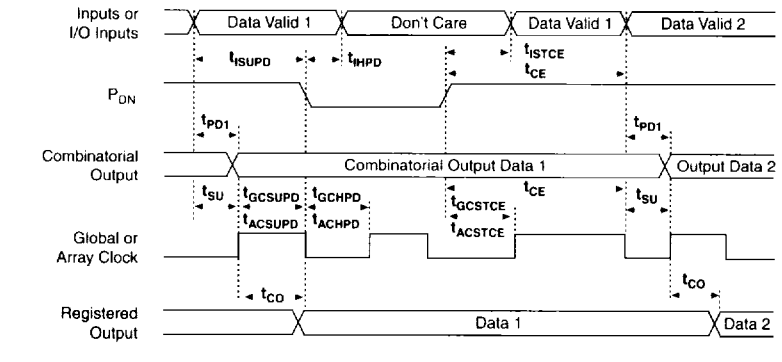 Inputs or
I/O Inputs
Data Valid 1
Don't Care
Data Valid 1
Data Valid 2
tISUPD
tIHPD
tISTCE
tCE
PDN
tPD1
tPD1
Combinatorial
Output
Combinatorial Output Data 1
Output Data 2
tSU
tGCSUPD
tGCHPD
tCE
tSU
tACSUPD
tACHPD
tGCSTCE
tACSTCE
Global or
Array Clock
tCO
tCO
Registered
Output
Data 1
Data 2